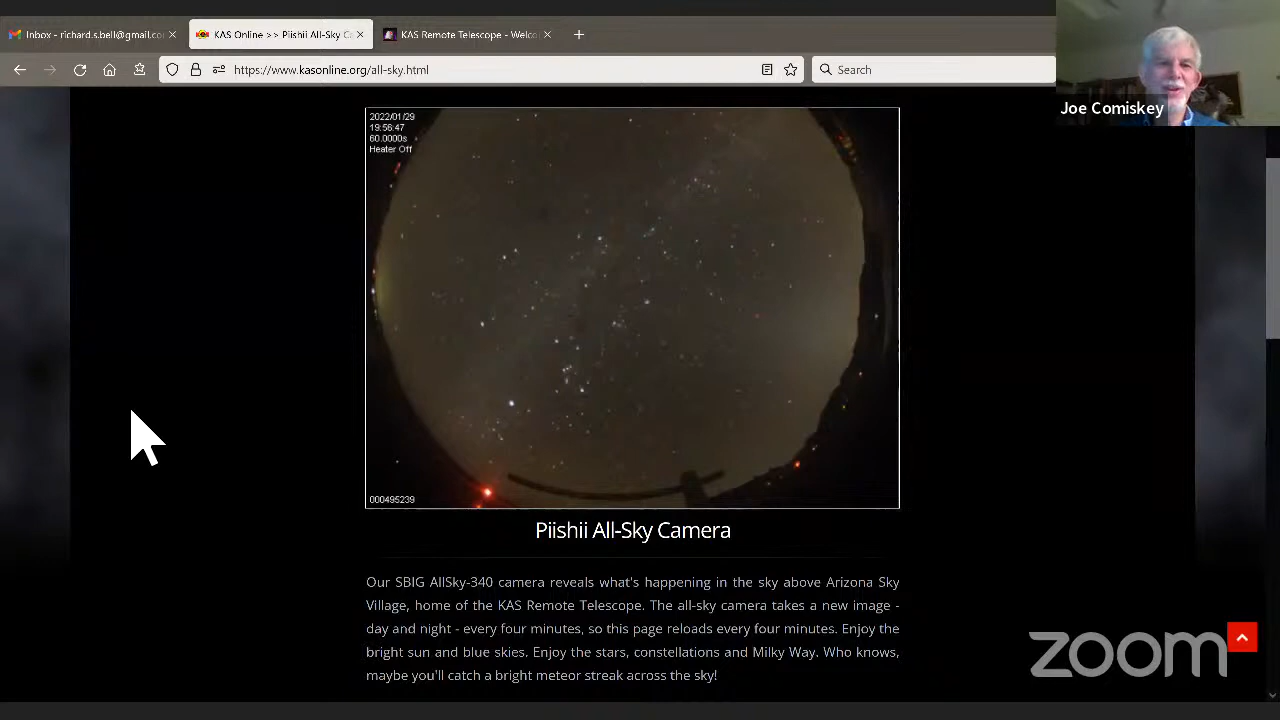 Inbox - richard.s.bell@gmail.co
KAS Online >> Piishii All-Sky Ca
KAS Remote Telescope - Welco
https://www.kasonline.org/all-sky.html
Search
Joe Comiskey
2022/01/29
19:56:47
60.0000s
Heater Off
000495239
Piishii All-Sky Camera
Our SBIG AllSky-340 camera reveals what's happening in the sky above Arizona Sky
Village, home of the KAS Remote Telescope. The all-sky camera takes a new image -
day and night - every four minutes, so this page reloads every four minutes. Enjoy the
bright sun and blue skies. Enjoy the stars, constellations and Milky Way. Who knows,
maybe you'll catch a bright meteor streak across the sky!
zoom